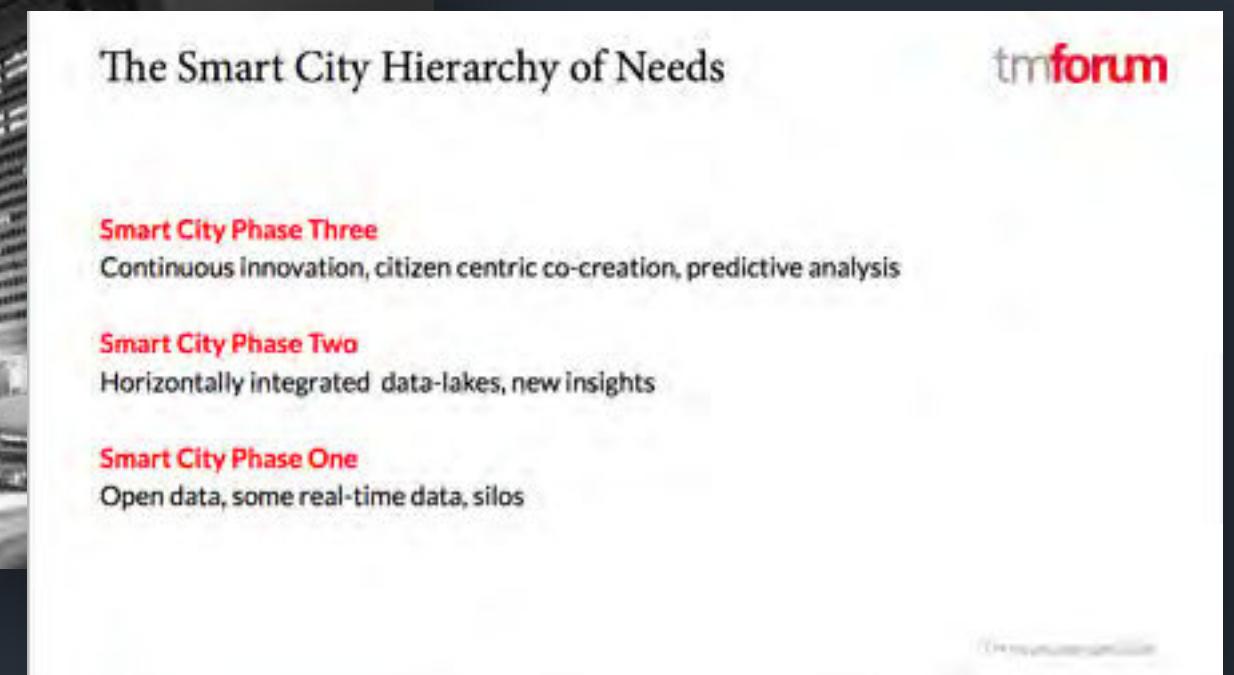 The Smart City Hierarchy of Needs
tmforum
Smart City Phase Three
Continuous innovation, citizen centric co-creation, predictive analysis
Smart City Phase Two
Horizontally integrated data-lakes, new insights
Smart City Phase One
Open data, some real-time data, silos